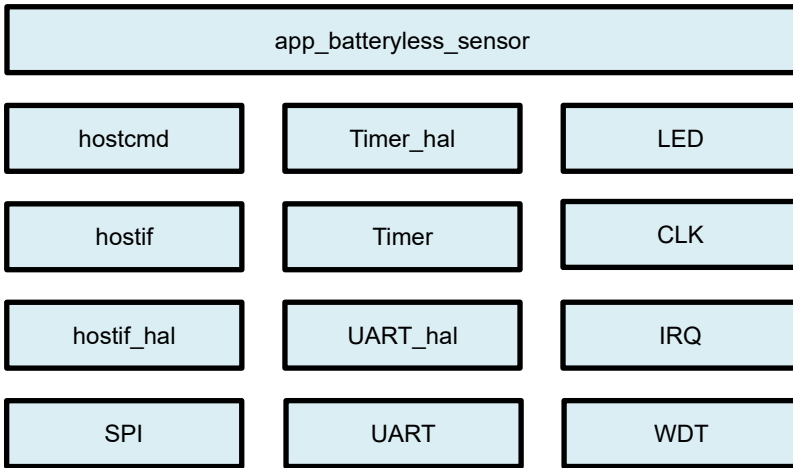 app_batteryless_sensor
hostcmd
Timer_hal
LED
hostif
Timer
CLK
hostif_hal
UART_hal
IRQ
SPI
UART
WDT